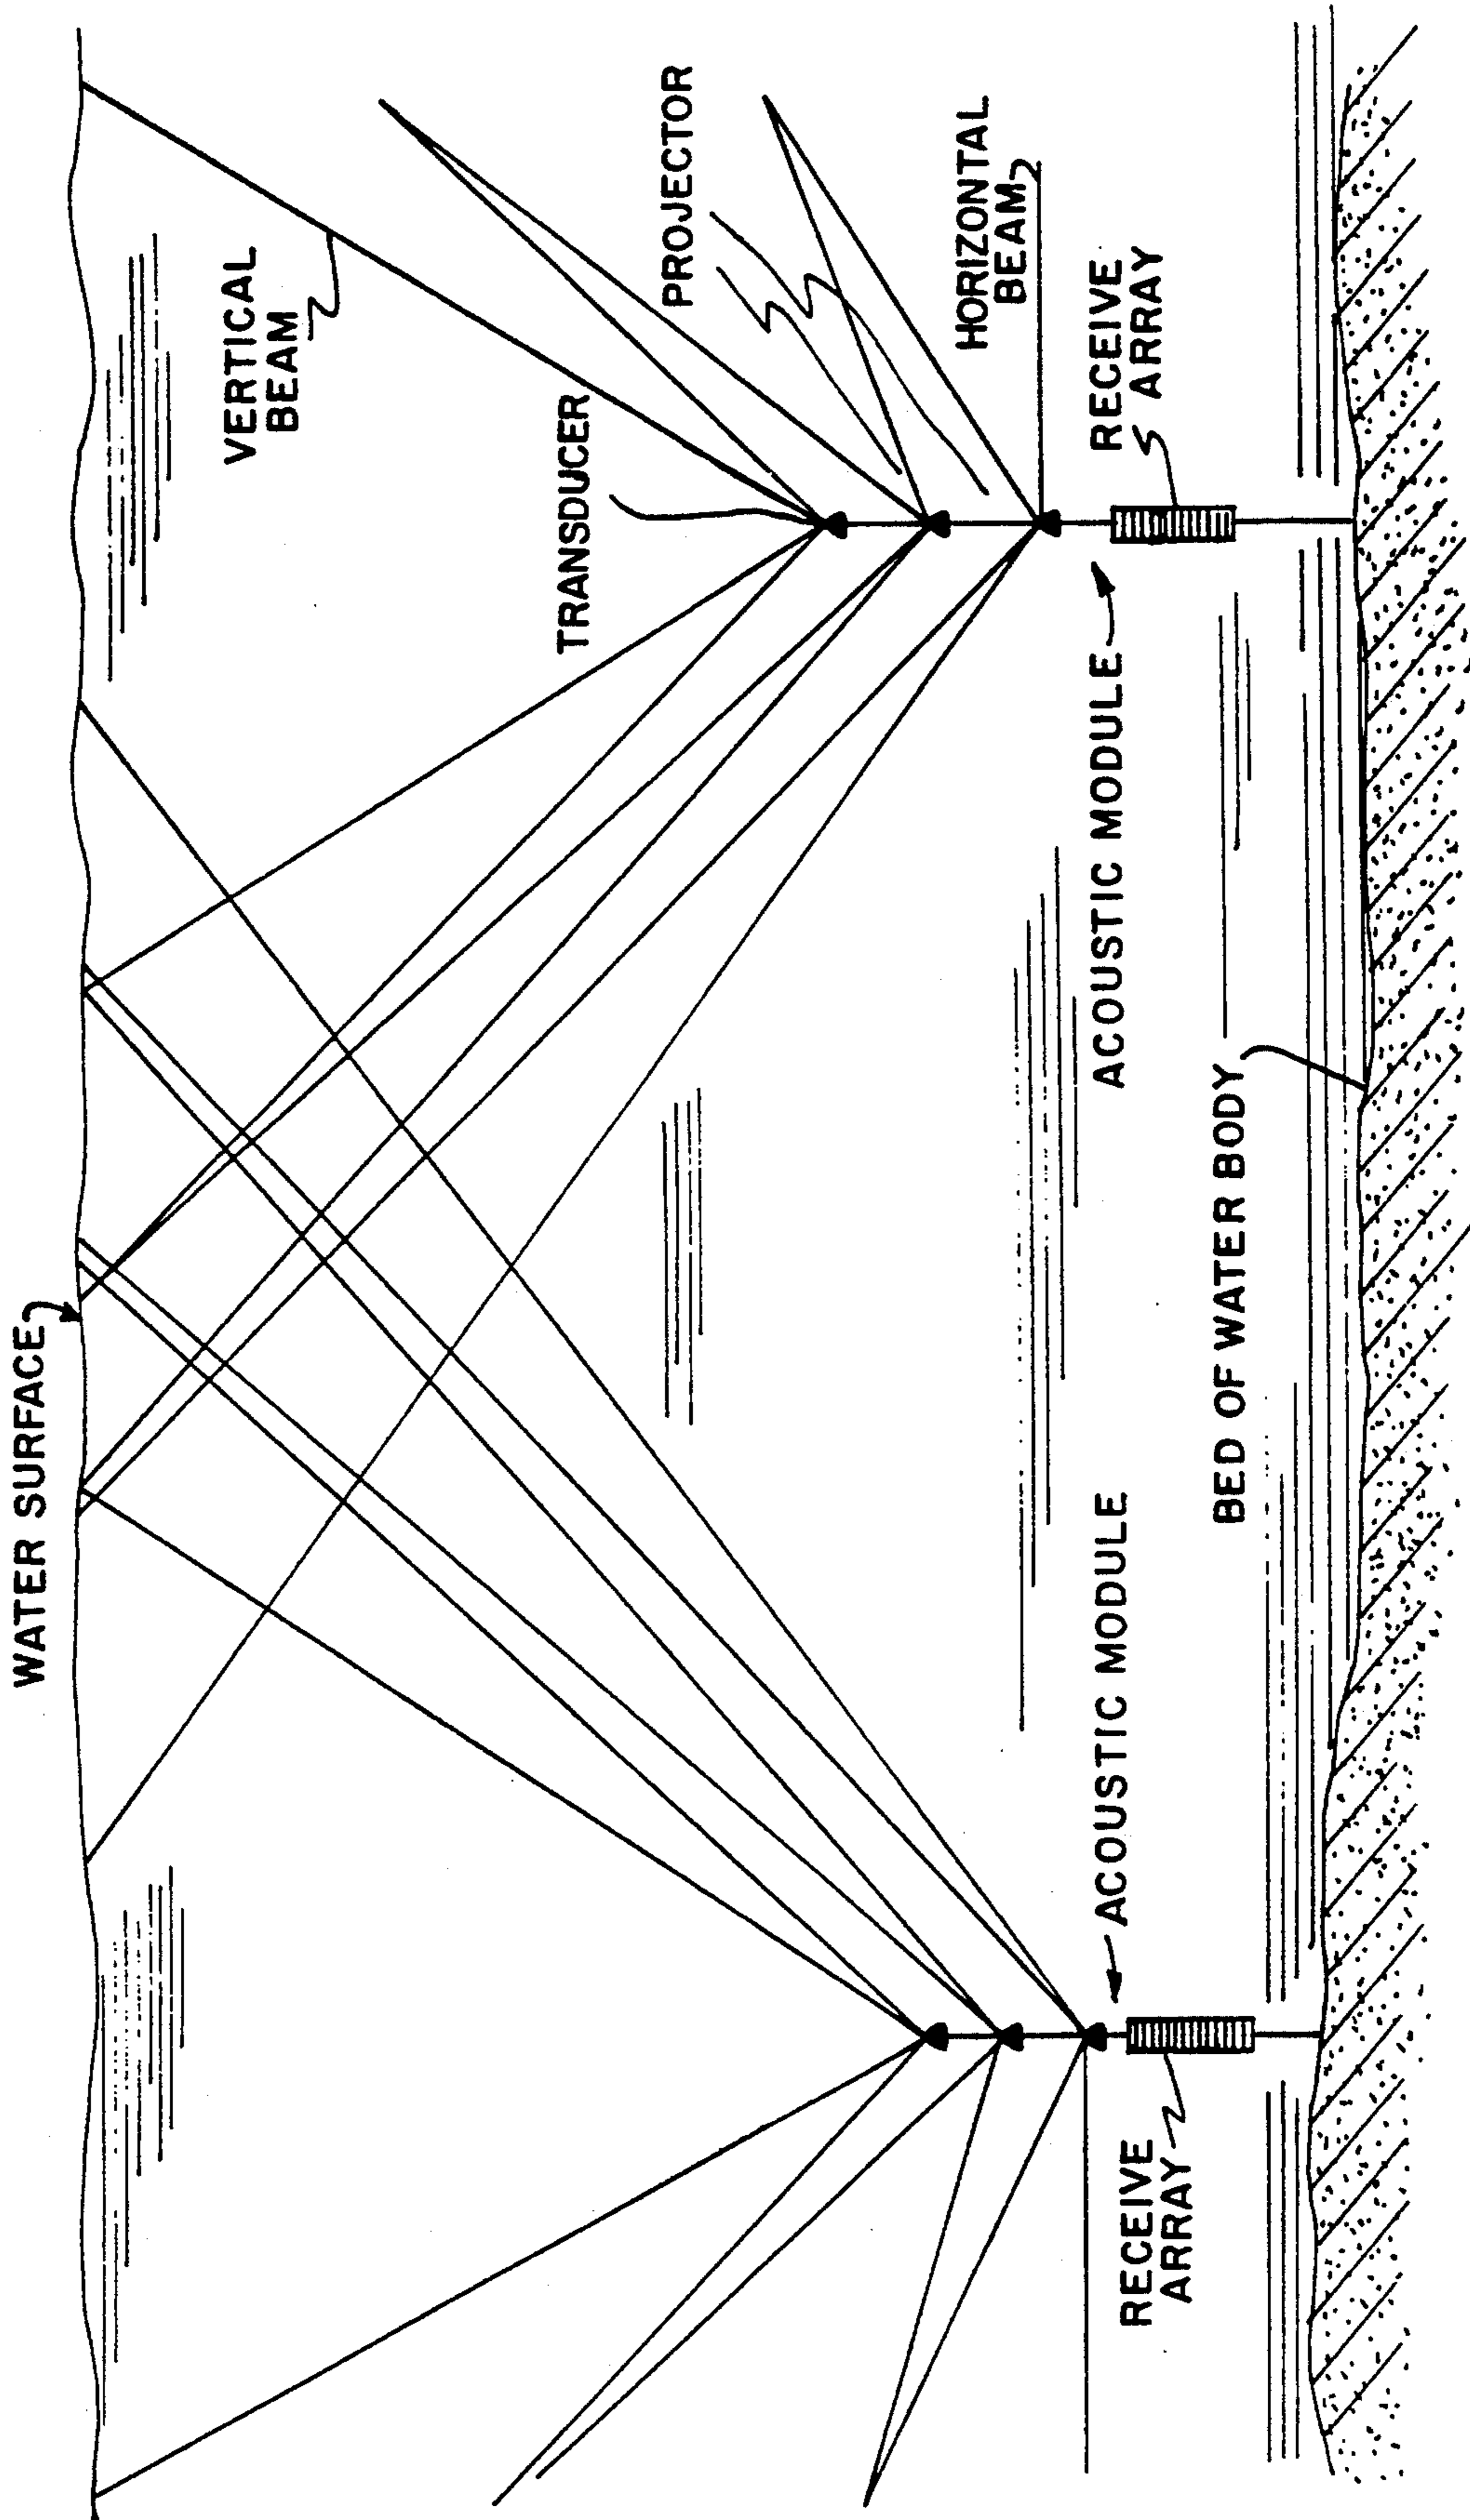 WATER SURFACE
VERTICAL
BEAM
TRANSDUCER
PROJECTOR
HORIZONTAL
BEAM
RECEIVE
ARRAY
ACOUSTIC MODULE
ACOUSTIC MODULE
RECEIVE
ARRAY
BED OF WATER BODY